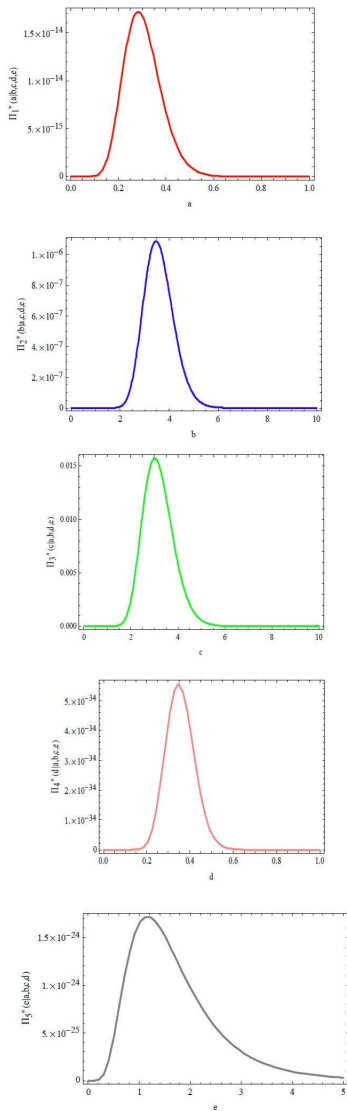 1.5×10⁻¹⁴
1.×10⁻¹⁴
5.×10⁻¹⁵
0
0.0 0.2 0.4 0.6 0.8 1.0
a
Π₁* (a|b,c,d,e)
1.×10⁻⁶
8.×10⁻⁷
6.×10⁻⁷
4.×10⁻⁷
2.×10⁻⁷
0
0 2 4 6 8 10
b
Π₂* (b|a,c,d,e)
0.015
0.010
0.005
0.000
0 2 4 6 8 10
c
Π₃* (c|a,b,d,e)
5.×10⁻³⁴
4.×10⁻³⁴
3.×10⁻³⁴
2.×10⁻³⁴
1.×10⁻³⁴
0
0.0 0.2 0.4 0.6 0.8 1.0
d
Π₄* (d|a,b,c,e)
1.5×10⁻²⁴
1.×10⁻²⁴
5.×10⁻²⁵
0
0 1 2 3 4 5
e
Π₅* (e|a,b,c,d)